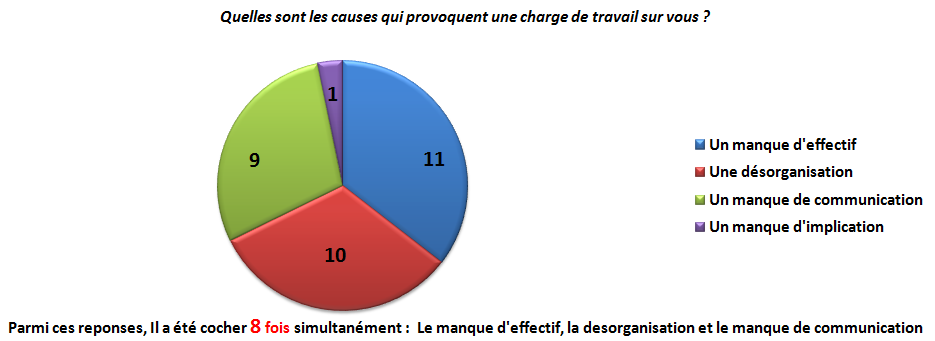 Quelles sont les causes qui provoquent une charge de travail sur vous ?
1
9
11
10
Un manque d'effectif
Une désorganisation
Un manque de communication
Un manque d'implication
Parmi ces reponses, Il a été cocher 8 fois simultanément : Le manque d'effectif, la desorganisation et le manque de communication